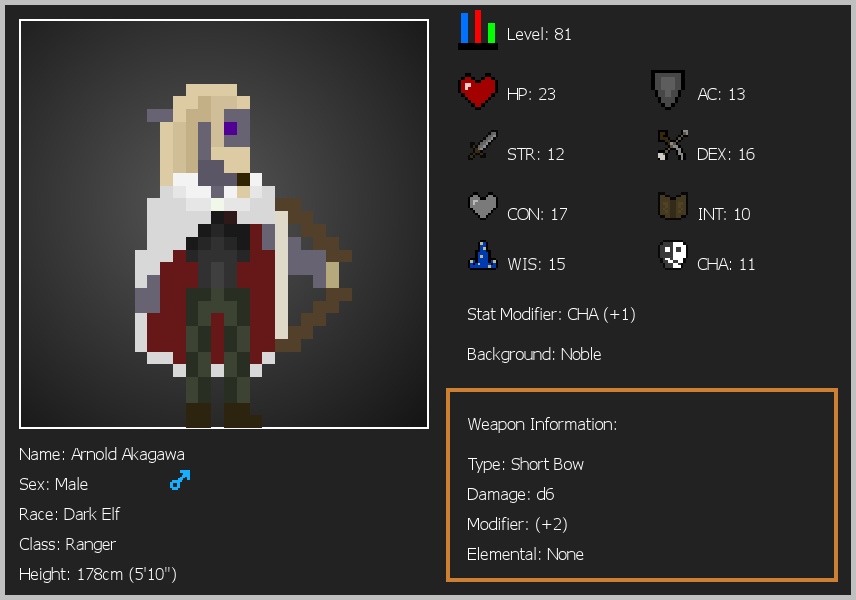 Level: 81
HP: 23
AC: 13
STR: 12
DEX: 16
CON: 17
INT: 10
WIS: 15
CHA: 11
Stat Modifier: CHA (+1)
Background: Noble
Weapon Information:
Type: Short Bow
Damage: d6
Modifier: (+2)
Elemental: None
Name: Arnold Akagawa
Sex: Male
Race: Dark Elf
Class: Ranger
Height: 178cm (5'10")